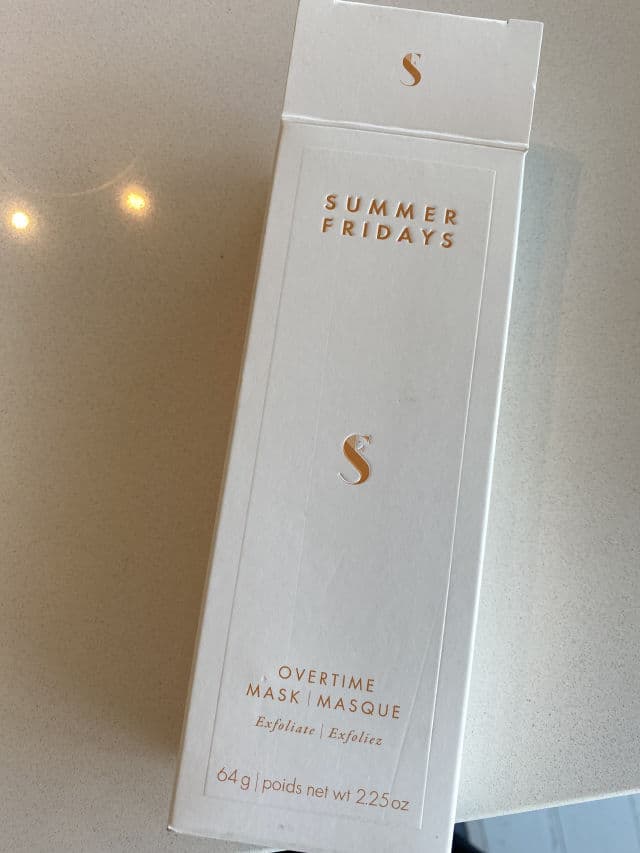 S
SUMMER
FRIDAYS
S
OVERTIME
MASK | MASQUE
Exfoliate | Exfoliez
64 g | poids net wt 2.25 oz